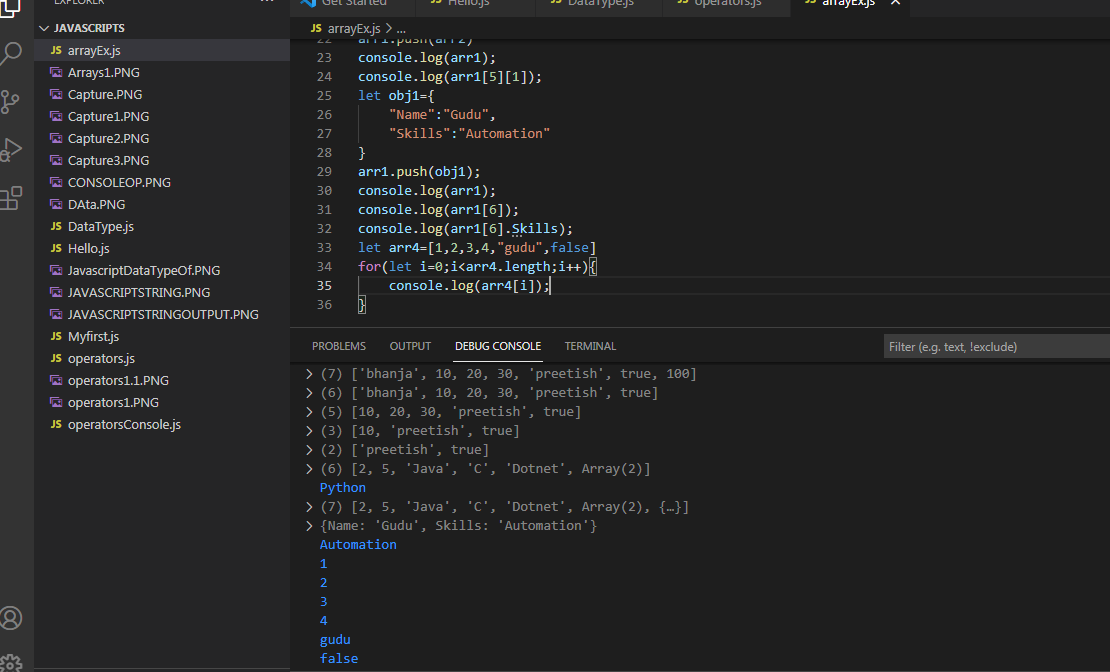 EXPLORER
Get Started
Hello.js
DataType.js
operators.js
JS arrayEx.js
JAVASCRIPTS
JS arrayEx.js
Arrays1.PNG
Capture.PNG
Capture1.PNG
Capture2.PNG
Capture3.PNG
CONSOLEOP.PNG
DAta.PNG
JS DataType.js
JS Hello.js
JavascriptDataTypeOf.PNG
JAVASCRIPTSTRING.PNG
JAVASCRIPTSTRINGOUTPUT.PNG
JS Myfirst.js
JS operators.js
operators1.1.PNG
operators1.PNG
JS operatorsConsole.js
JS arrayEx.js > ...
22 arr1.push(arr2)
23 console.log(arr1);
24 console.log(arr1[5][1]);
25 let obj1={
26 "Name":"Gudu",
27 "Skills":"Automation"
28 }
29 arr1.push(obj1);
30 console.log(arr1);
31 console.log(arr1[6]);
32 console.log(arr1[6].Skills);
33 let arr4=[1,2,3,4,"gudu",false]
34 for(let i=0;i<arr4.length;i++){
35 console.log(arr4[i]);
36 }
PROBLEMS OUTPUT DEBUG CONSOLE TERMINAL
Filter (e.g. text, !exclude)
> (7) ['bhanja', 10, 20, 30, 'preetish', true, 100]
> (6) ['bhanja', 10, 20, 30, 'preetish', true]
> (5) [10, 20, 30, 'preetish', true]
> (3) [10, 'preetish', true]
> (2) ['preetish', true]
> (6) [2, 5, 'Java', 'C', 'Dotnet', Array(2)]
Python
> (7) [2, 5, 'Java', 'C', 'Dotnet', Array(2), {…}]
> {Name: 'Gudu', Skills: 'Automation'}
Automation
1
2
3
4
gudu
false